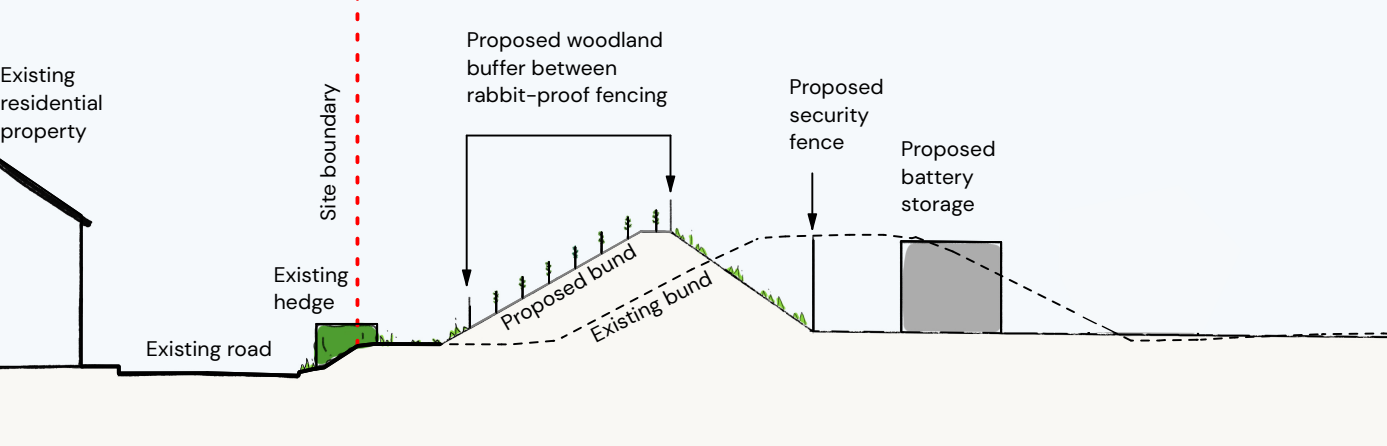 Existing
residential
property
Site boundary
Proposed woodland
buffer between
rabbit-proof fencing
Proposed
security
fence
Proposed
battery
storage
Existing
hedge
Existing road
Proposed bund
Existing bund